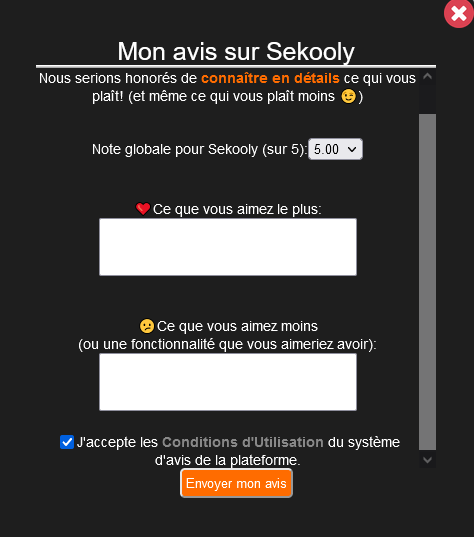 Mon avis sur Sekooly
Nous serions honorés de connaître en détails ce qui vous
plaît! (et même ce qui vous plaît moins 😉)
Note globale pour Sekooly (sur 5): 5.00
❤️ Ce que vous aimez le plus:
😕 Ce que vous aimez moins
(ou une fonctionnalité que vous aimeriez avoir):
J'accepte les Conditions d'Utilisation du système
d'avis de la plateforme.
Envoyer mon avis